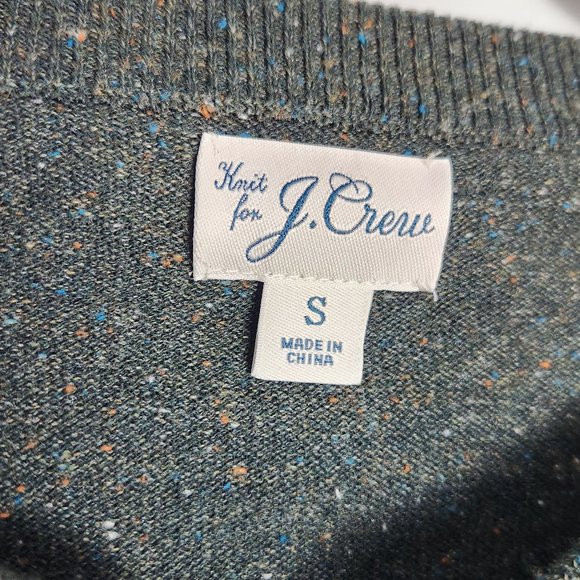 Knit
for J. Crew
S
MADE IN
CHINA